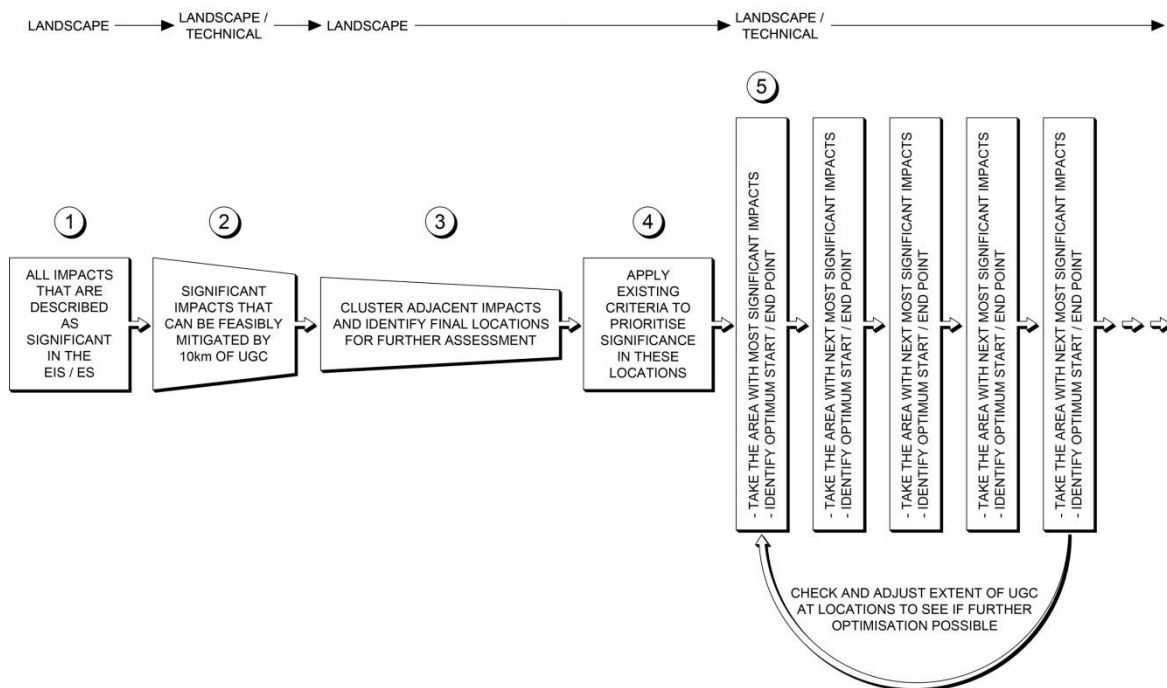 LANDSCAPE
LANDSCAPE /
TECHNICAL
LANDSCAPE
LANDSCAPE /
TECHNICAL
1
ALL IMPACTS
THAT ARE
DESCRIBED
AS
SIGNIFICANT
IN THE
EIS / ES
2
SIGNIFICANT
IMPACTS THAT
CAN BE FEASIBLY
MITIGATED BY
10km OF UGC
3
CLUSTER ADJACENT IMPACTS
AND IDENTIFY FINAL LOCATIONS
FOR FURTHER ASSESSMENT
4
APPLY
EXISTING
CRITERIA TO
PRIORITISE
SIGNIFICANCE
IN THESE
LOCATIONS
5
- TAKE THE AREA WITH MOST SIGNIFICANT IMPACTS
- IDENTIFY OPTIMUM START / END POINT
- TAKE THE AREA WITH NEXT MOST SIGNIFICANT IMPACTS
- IDENTIFY OPTIMUM START / END POINT
- TAKE THE AREA WITH NEXT MOST SIGNIFICANT IMPACTS
- IDENTIFY OPTIMUM START / END POINT
- TAKE THE AREA WITH NEXT MOST SIGNIFICANT IMPACTS
- IDENTIFY OPTIMUM START / END POINT
- TAKE THE AREA WITH NEXT MOST SIGNIFICANT IMPACTS
- IDENTIFY OPTIMUM START / END POINT
CHECK AND ADJUST EXTENT OF UGC
AT LOCATIONS TO SEE IF FURTHER
OPTIMISATION POSSIBLE